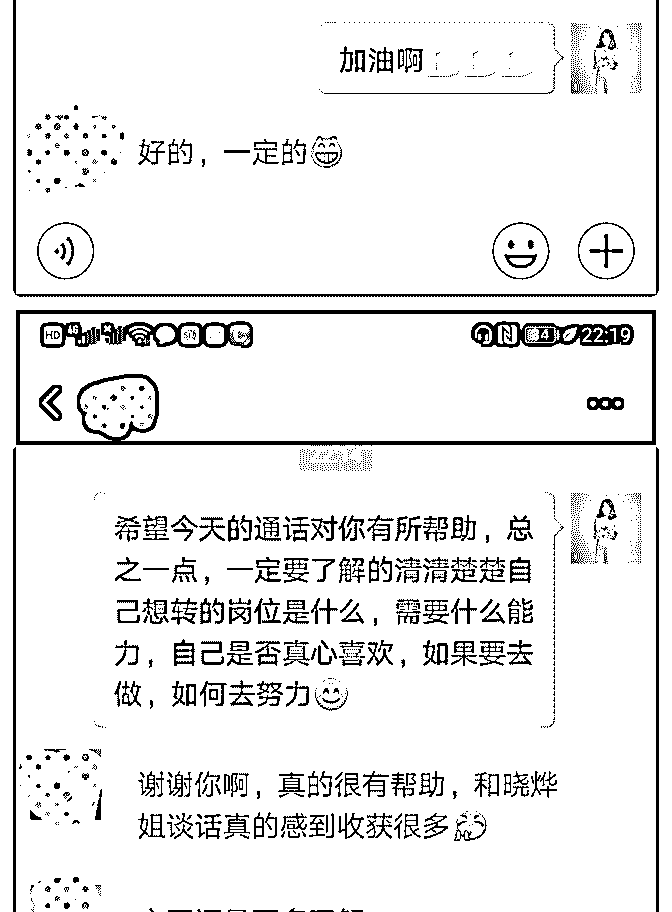 加油啊
好的，一定的
HD 4G 4 22:19
希望今天的通话对你有所帮助，总
之一点，一定要了解的清清楚楚自
己想转的岗位是什么，需要什么能
力，自己是否真心喜欢，如果要去
做，如何去努力
谢谢你啊，真的很有帮助，和晓烨
姐谈话真的感到收获很多